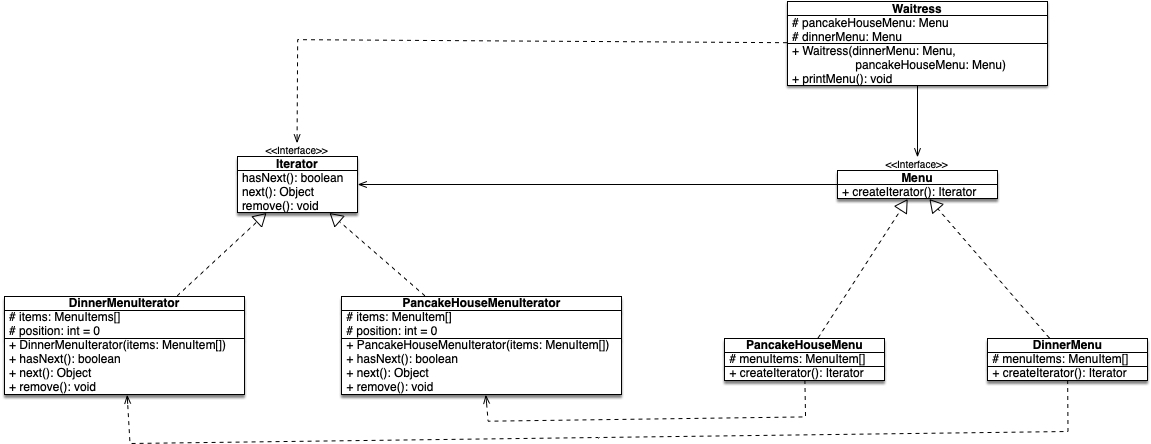 Waitress
# pancakeHouseMenu: Menu
# dinnerMenu: Menu
+ Waitress(dinnerMenu: Menu,
pancakeHouseMenu: Menu)
+ printMenu(): void
<<Interface>>
Iterator
hasNext(): boolean
next(): Object
remove(): void
<<Interface>>
Menu
+ createIterator(): Iterator
DinnerMenuIterator
# items: MenuItems[]
# position: int = 0
+ DinnerMenuIterator(items: MenuItem[])
+ hasNext(): boolean
+ next(): Object
+ remove(): void
PancakeHouseMenuIterator
# items: MenuItem[]
# position: int = 0
+ PancakeHouseMenuIterator(items: MenuItem[])
+ hasNext(): boolean
+ next(): Object
+ remove(): void
PancakeHouseMenu
# menuItems: MenuItem[]
+ createIterator(): Iterator
DinnerMenu
# menuItems: MenuItem[]
+ createIterator(): Iterator